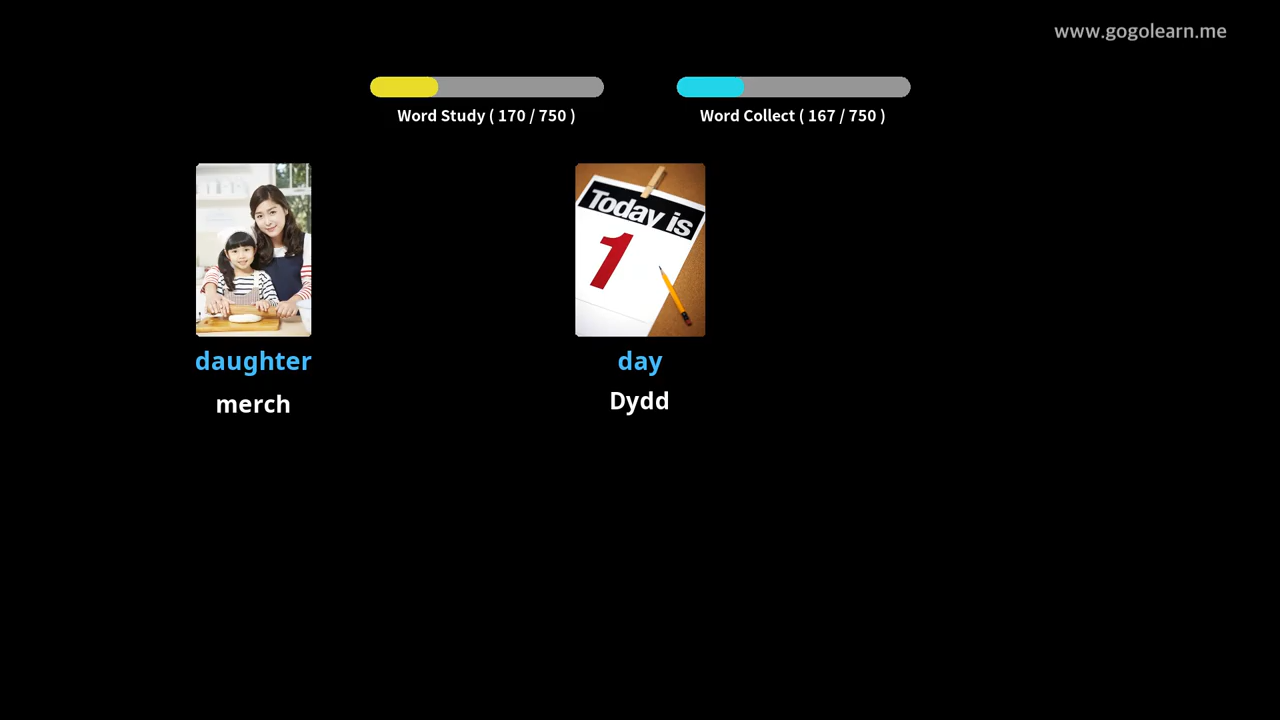 www.gogolearn.me
Word Study ( 170 / 750 )
Word Collect ( 167 / 750 )
Today is
1
daughter
merch
day
Dydd